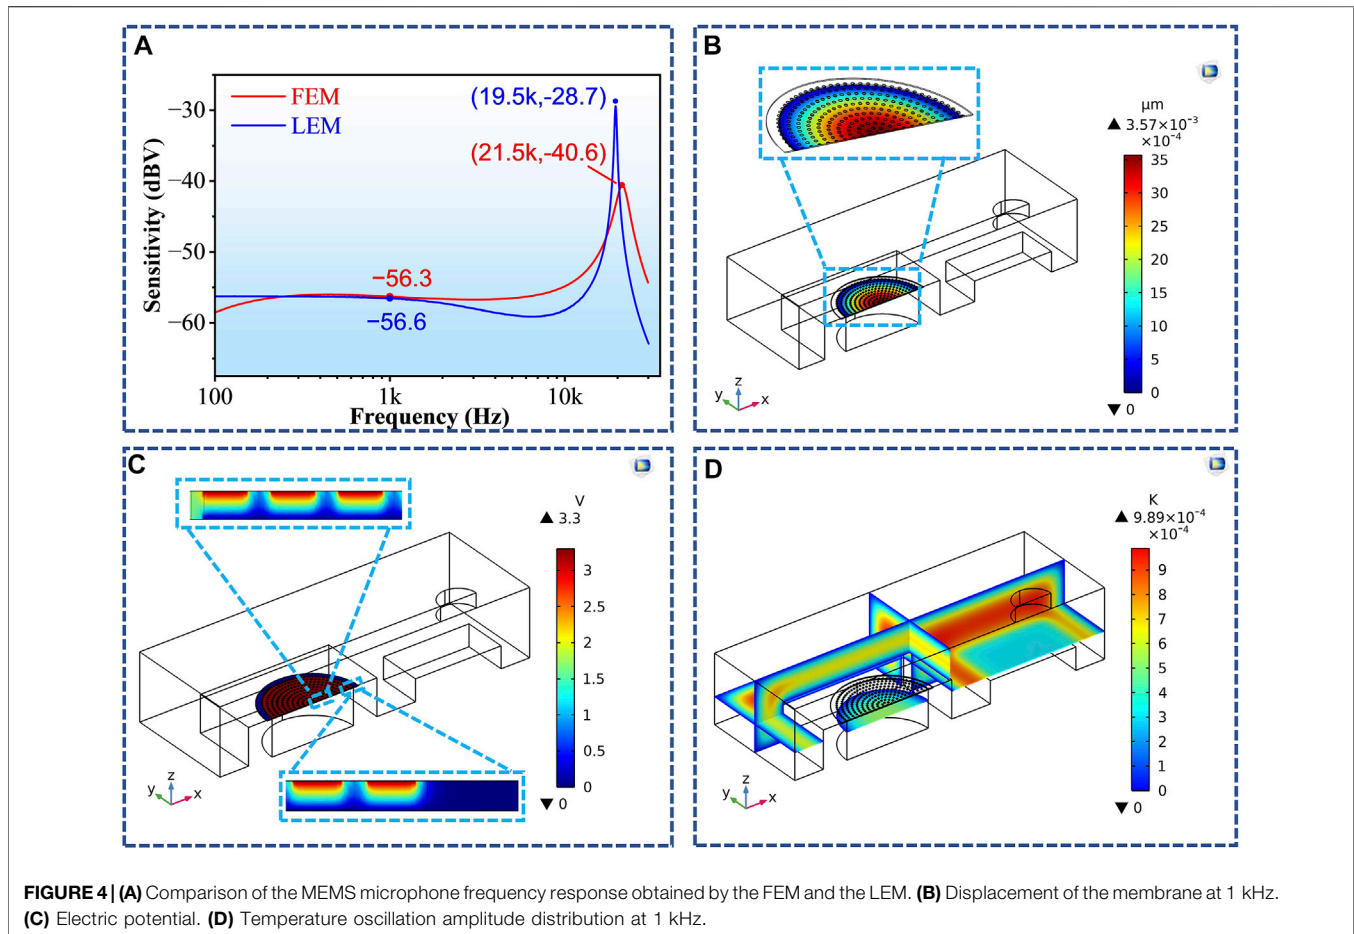 A
FEM
LEM
(19.5k,-28.7)
(21.5k,-40.6)
−56.3
−56.6
−30
−40
−50
−60
Sensitivity (dBV)
100
1k
10k
Frequency (Hz)
B
µm
▲ 3.57×10⁻³
×10⁻⁴
35
30
25
20
15
10
5
0
▼ 0
z
y
x
C
V
▲ 3.3
3
2.5
2
1.5
1
0.5
0
▼ 0
z
y
x
D
K
▲ 9.89×10⁻⁴
×10⁻⁴
9
8
7
6
5
4
3
2
1
0
▼ 0
z
y
x
FIGURE 4 | (A) Comparison of the MEMS microphone frequency response obtained by the FEM and the LEM. (B) Displacement of the membrane at 1 kHz.
(C) Electric potential. (D) Temperature oscillation amplitude distribution at 1 kHz.